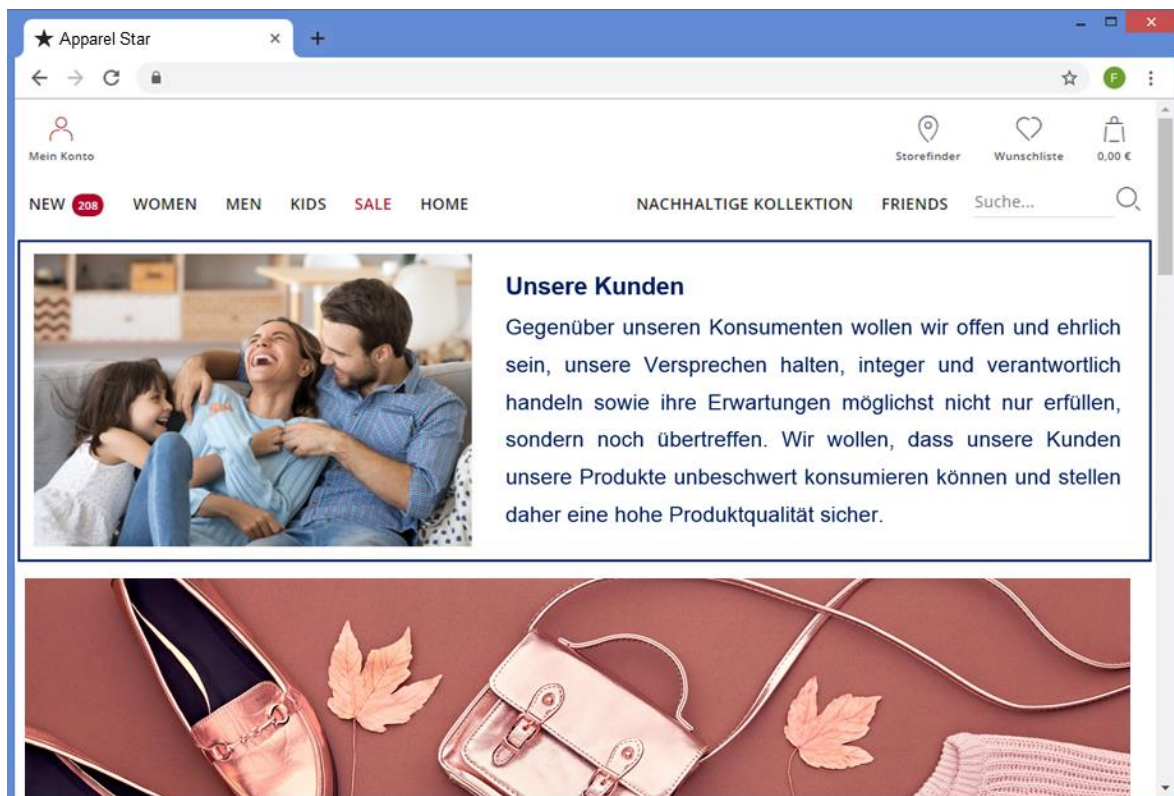 Apparel Star
F
Mein Konto
Storefinder
Wunschliste
0,00 €
NEW 208 WOMEN MEN KIDS SALE HOME NACHHALTIGE KOLLEKTION FRIENDS Suche...
Unsere Kunden
Gegenüber unseren Konsumenten wollen wir offen und ehrlich
sein, unsere Versprechen halten, integer und verantwortlich
handeln sowie ihre Erwartungen möglichst nicht nur erfüllen,
sondern noch übertreffen. Wir wollen, dass unsere Kunden
unsere Produkte unbeschwert konsumieren können und stellen
daher eine hohe Produktqualität sicher.